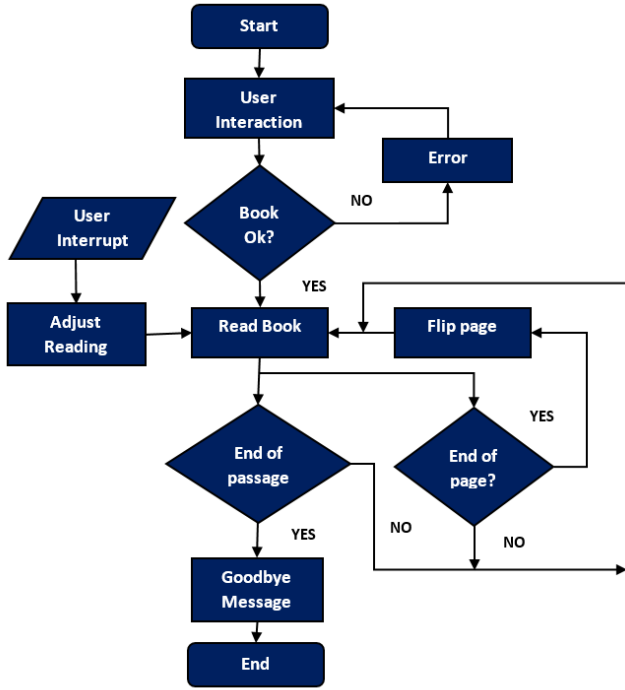 Start
User
Interaction
Error
NO
Book
Ok?
User
Interrupt
YES
Adjust
Reading
Read Book
Flip page
YES
End of
passage
End of
page?
YES
NO
NO
Goodbye
Message
End